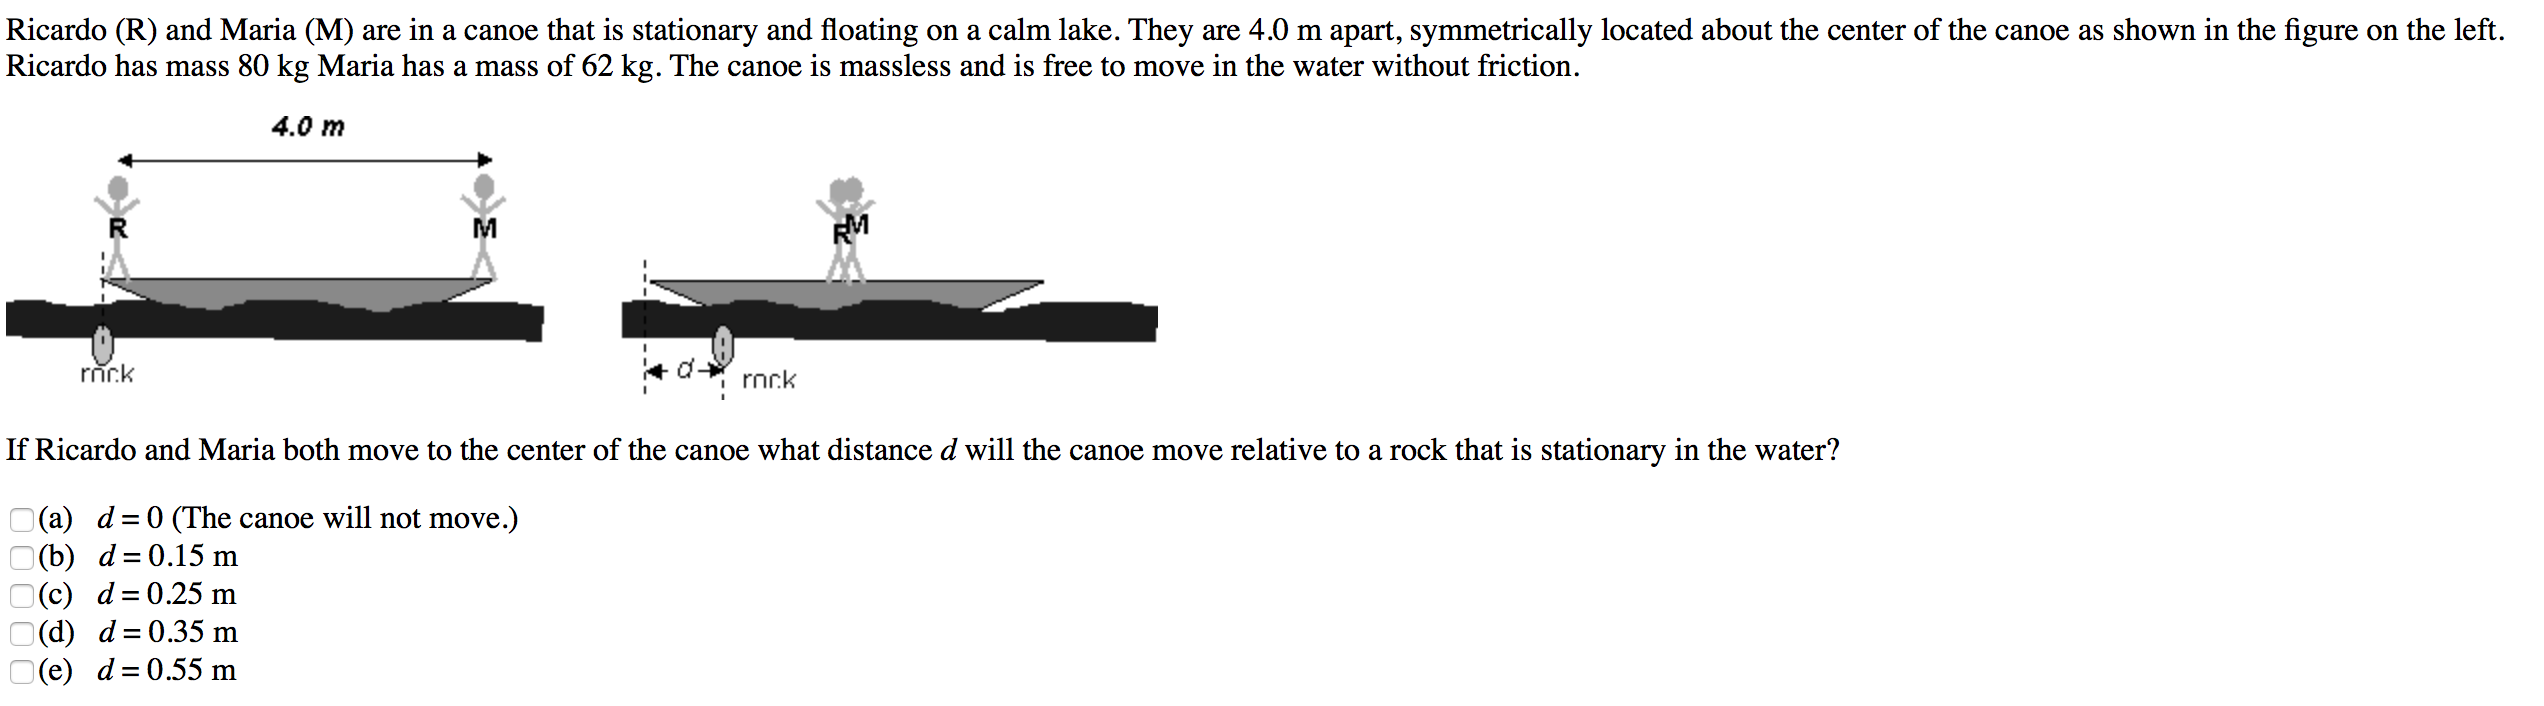 Ricardo (R) and Maria (M) are in a canoe that is stationary and floating on a calm lake. They are 4.0 m apart, symmetrically located about the center of the canoe as shown in the figure on the left.
Ricardo has mass 80 kg Maria has a mass of 62 kg. The canoe is massless and is free to move in the water without friction.
4.0 m
R M
RM
rock
d
rock
If Ricardo and Maria both move to the center of the canoe what distance d will the canoe move relative to a rock that is stationary in the water?
(a) d = 0 (The canoe will not move.)
(b) d = 0.15 m
(c) d = 0.25 m
(d) d = 0.35 m
(e) d = 0.55 m